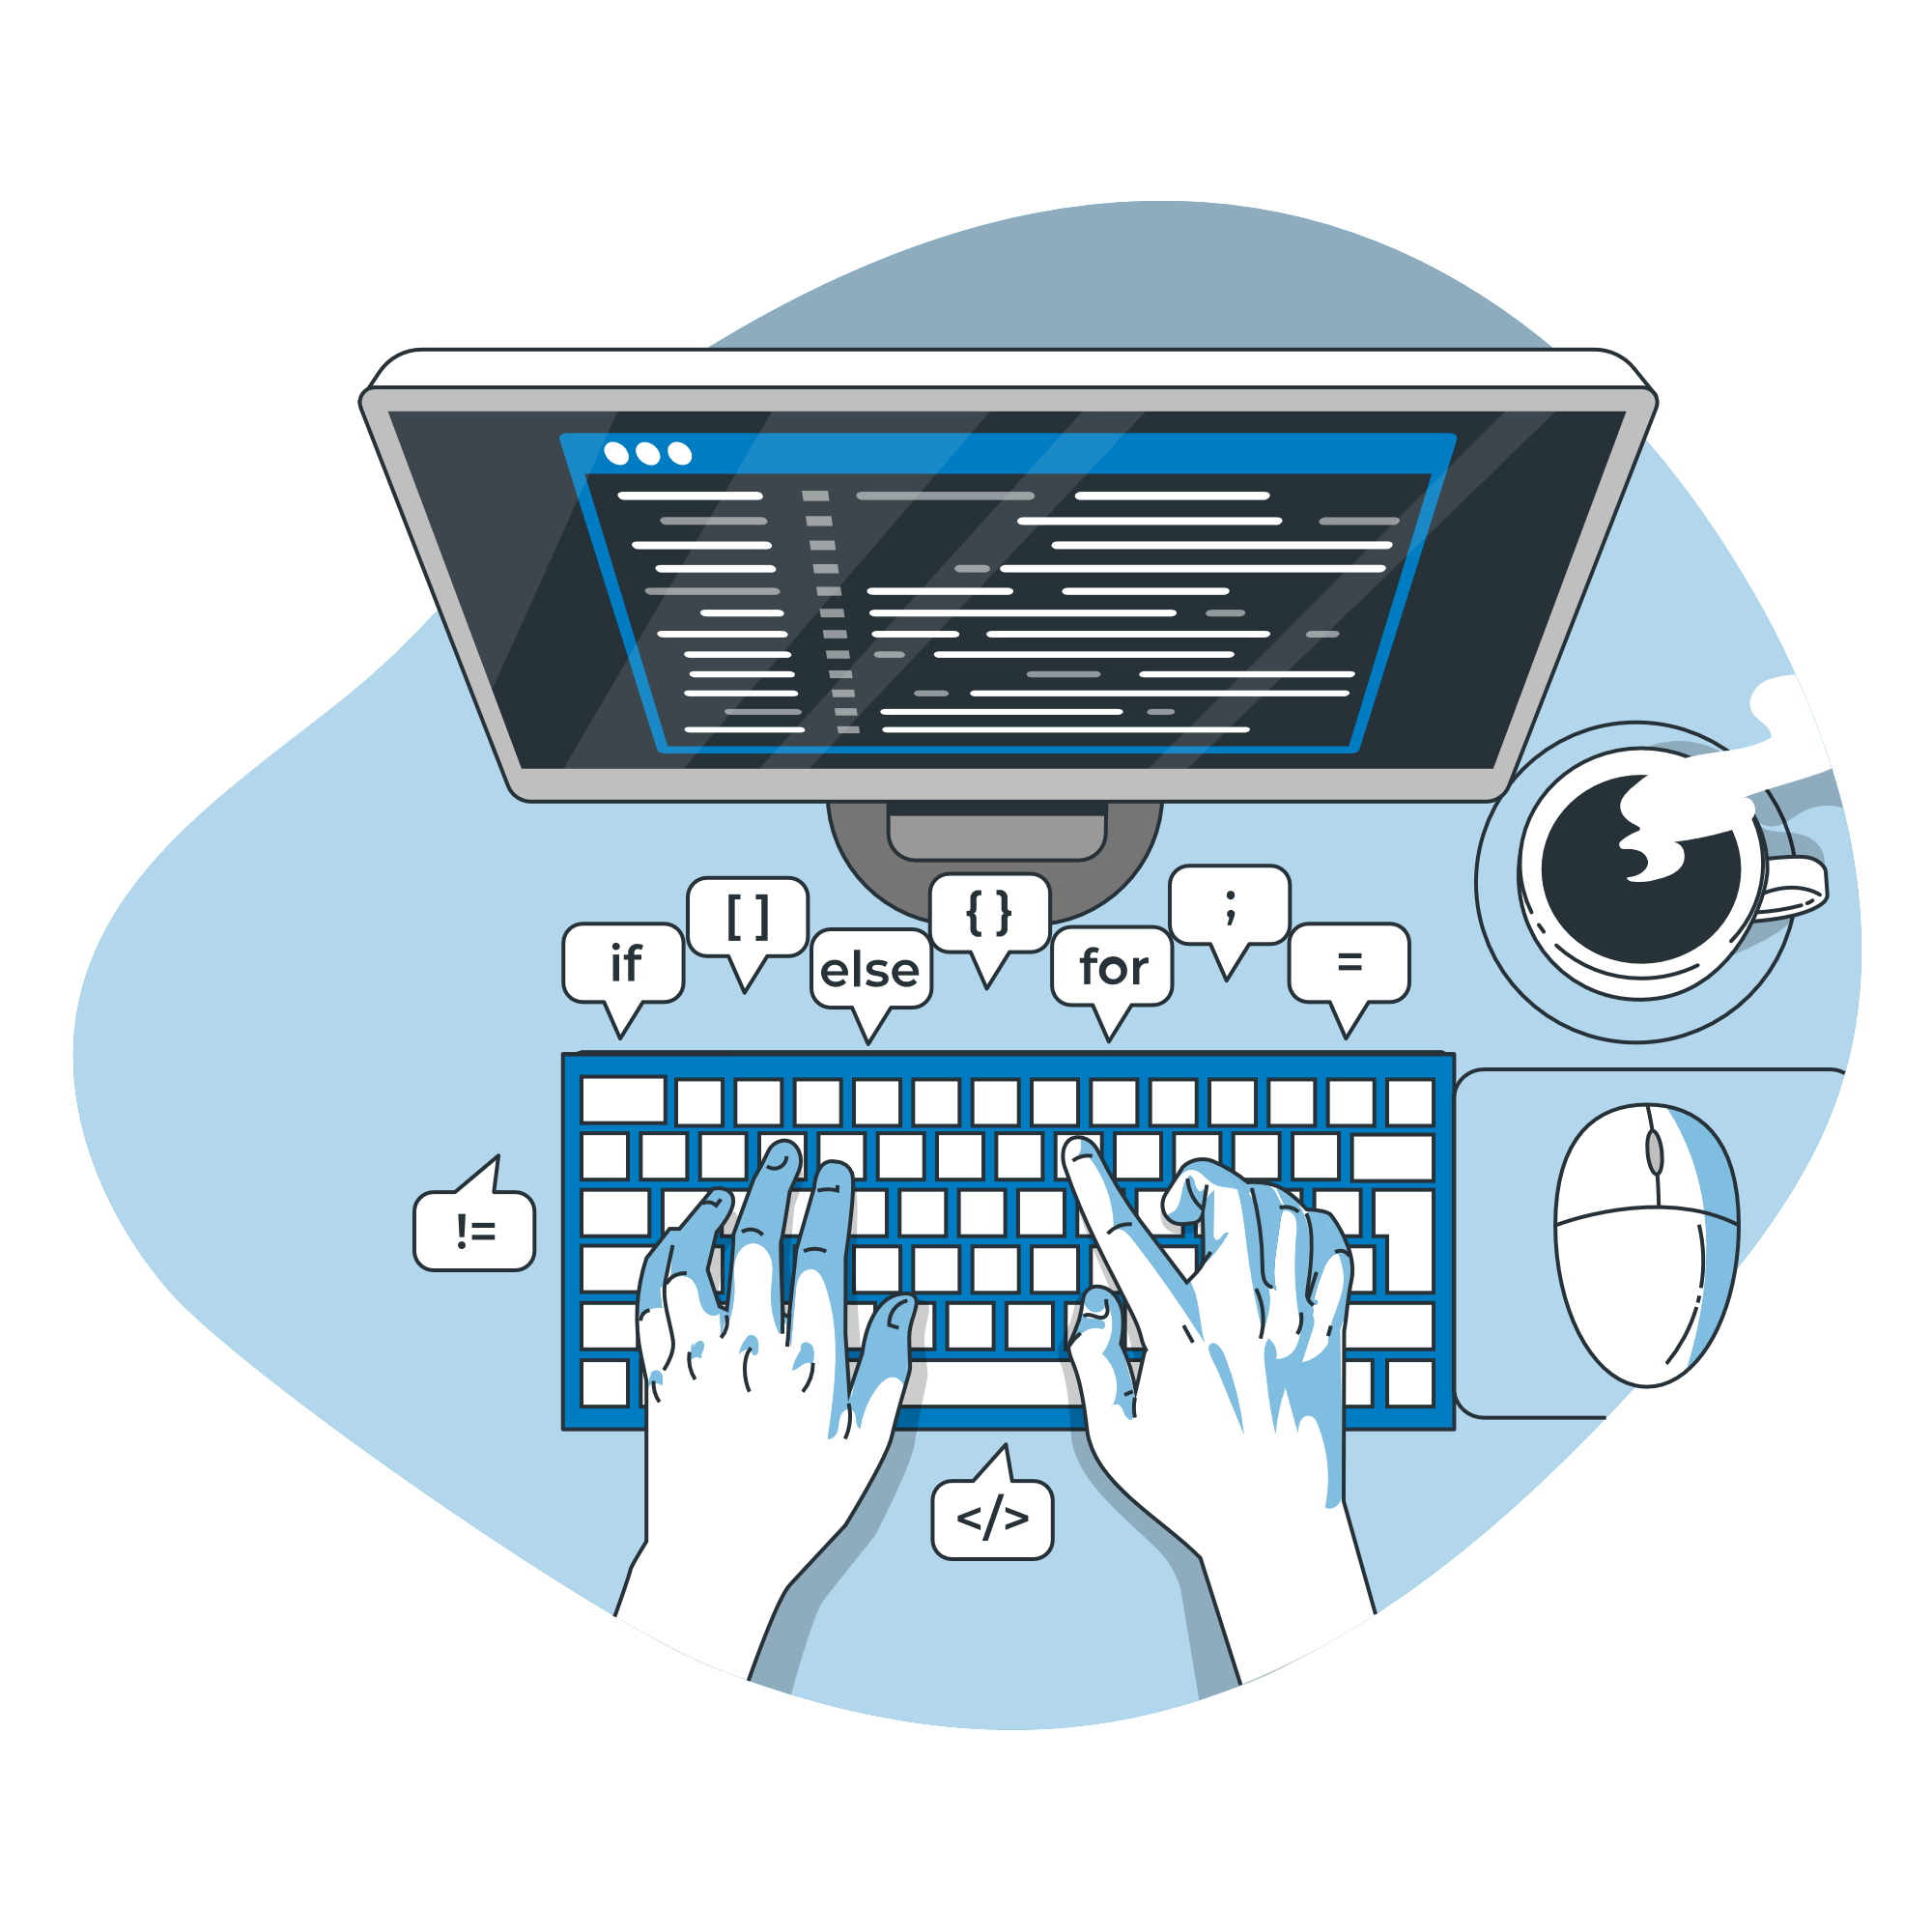 if
[ ]
else
{ }
for
;
=
!=
</>